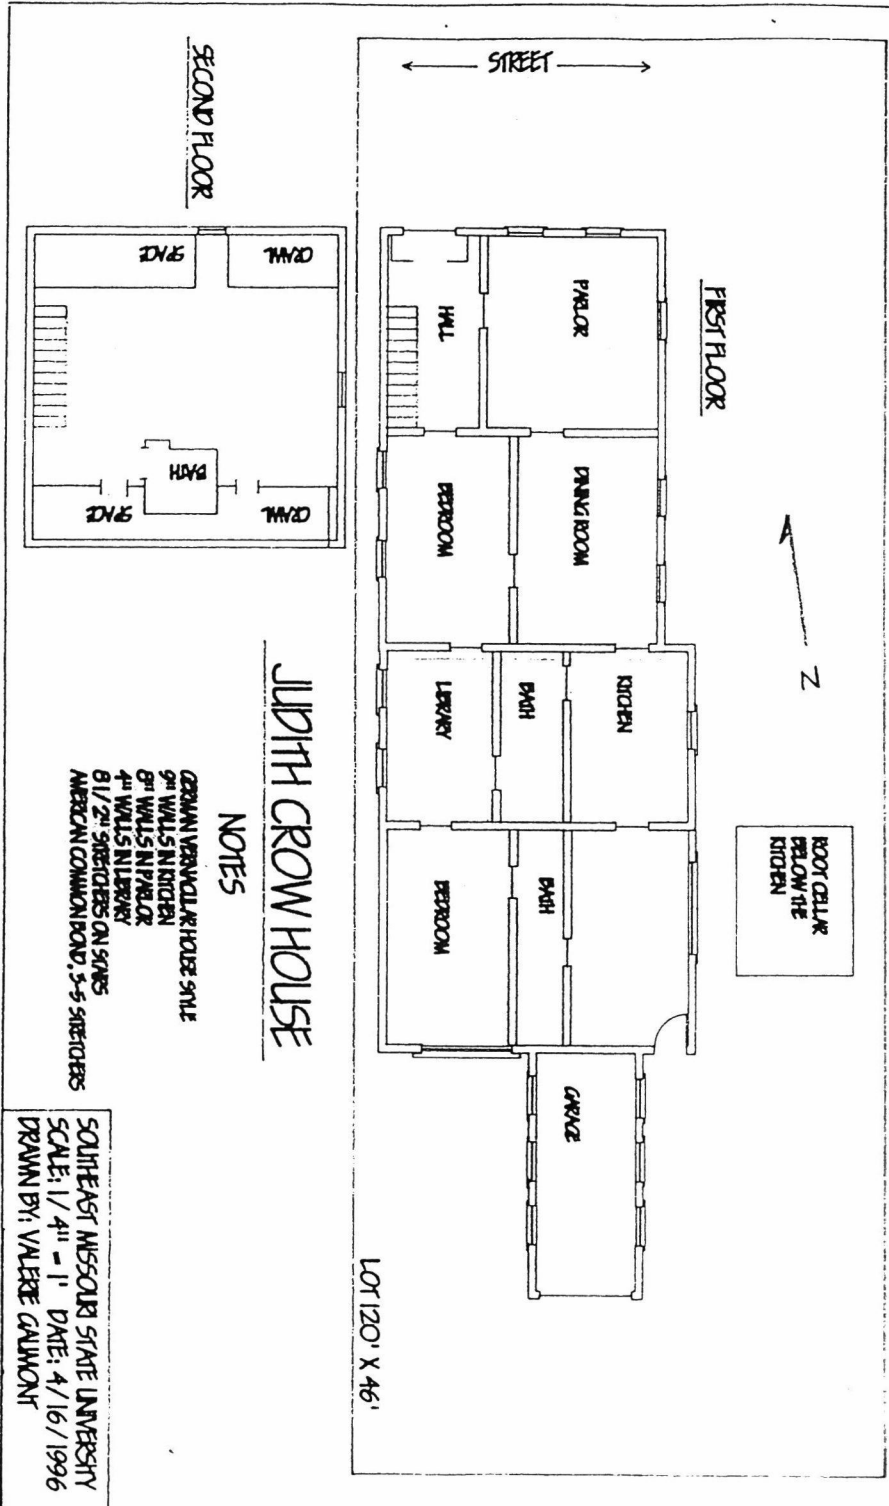 STREET
SECOND FLOOR
CRAWL
SPACE
BATH
CRAWL
SPACE
FIRST FLOOR
PARLOR
HALL
DINING ROOM
BEDROOM
KITCHEN
BATH
LIBRARY
BATH
BEDROOM
GARAGE
N
ROOT CELLAR
BELOW THE
KITCHEN
LOT 120' X 46'
JUDITH CROW HOUSE
NOTES
GERMAN VERNACULAR HOUSE STYLE
9" WALLS IN KITCHEN
8" WALLS IN PARLOR
4" WALLS IN LIBRARY
8 1/2" STRETCHERS ON SOARS
AMERICAN COMMON BOND, 3-5 STRETCHERS
SOUTHEAST MISSOURI STATE UNIVERSITY
SCALE: 1/4" = 1' DATE: 4/16/1996
DRAWN BY: VALERIE GAUMONT